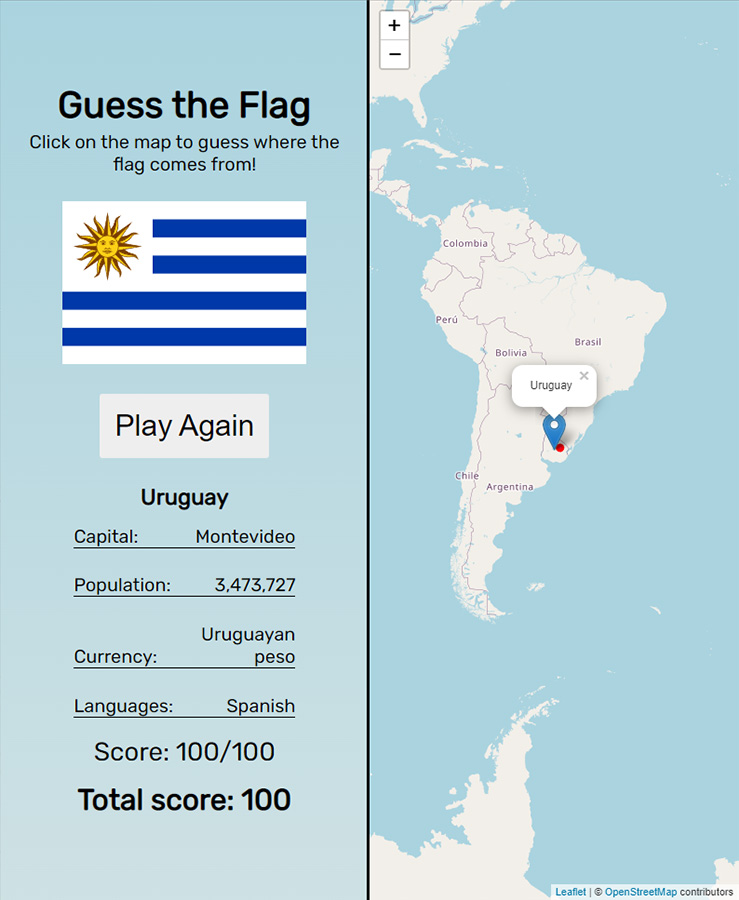 Guess the Flag
Click on the map to guess where the
flag comes from!
Play Again
Uruguay
Capital: Montevideo
Population: 3,473,727
Uruguayan
Currency: peso
Languages: Spanish
Score: 100/100
Total score: 100
+
−
Colombia
Perú
Brasil
Bolivia
Uruguay ×
Chile
Argentina
Leaflet | © OpenStreetMap contributors